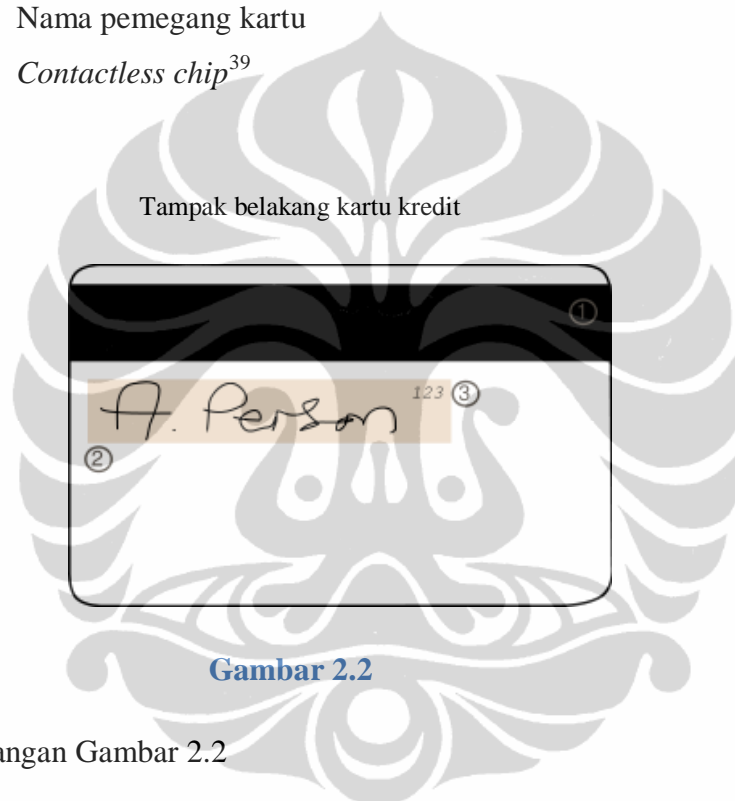 Nama pemegang kartu
Contactless chip39
Tampak belakang kartu kredit
①
A. Person 123 ③
②
Gambar 2.2
angan Gambar 2.2